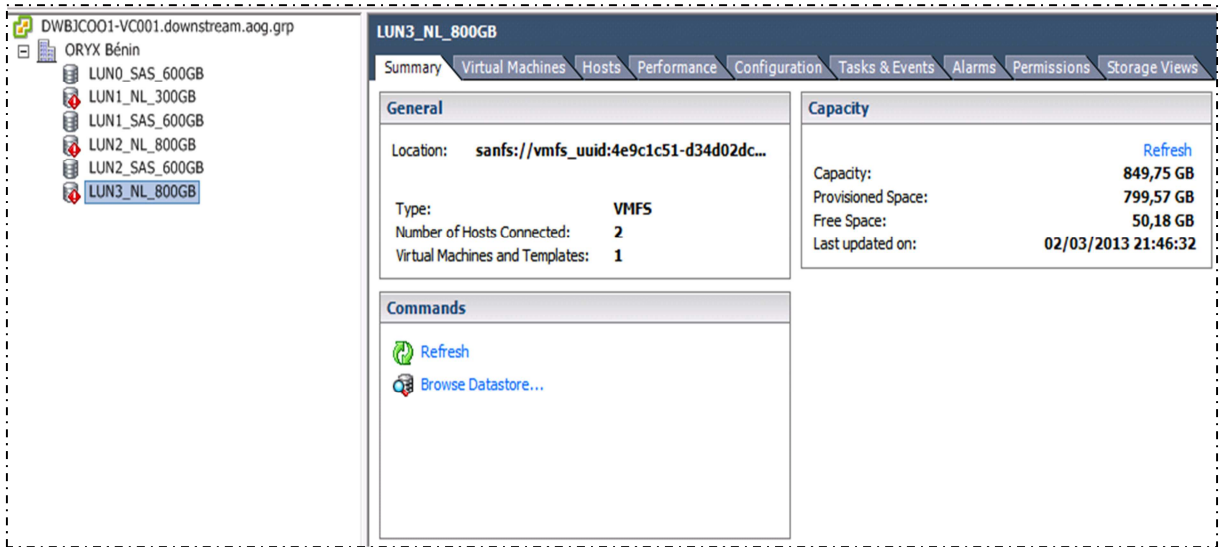 DWBJCOO1-VC001.downstream.aog.grp
ORYX Bénin
LUN0_SAS_600GB
LUN1_NL_300GB
LUN1_SAS_600GB
LUN2_NL_800GB
LUN2_SAS_600GB
LUN3_NL_800GB
LUN3_NL_800GB
Summary Virtual Machines Hosts Performance Configuration Tasks & Events Alarms Permissions Storage Views
General
Location: sanfs://vmfs_uuid:4e9c1c51-d34d02dc...
Type: VMFS
Number of Hosts Connected: 2
Virtual Machines and Templates: 1
Commands
Refresh
Browse Datastore...
Capacity
Refresh
Capacity: 849,75 GB
Provisioned Space: 799,57 GB
Free Space: 50,18 GB
Last updated on: 02/03/2013 21:46:32